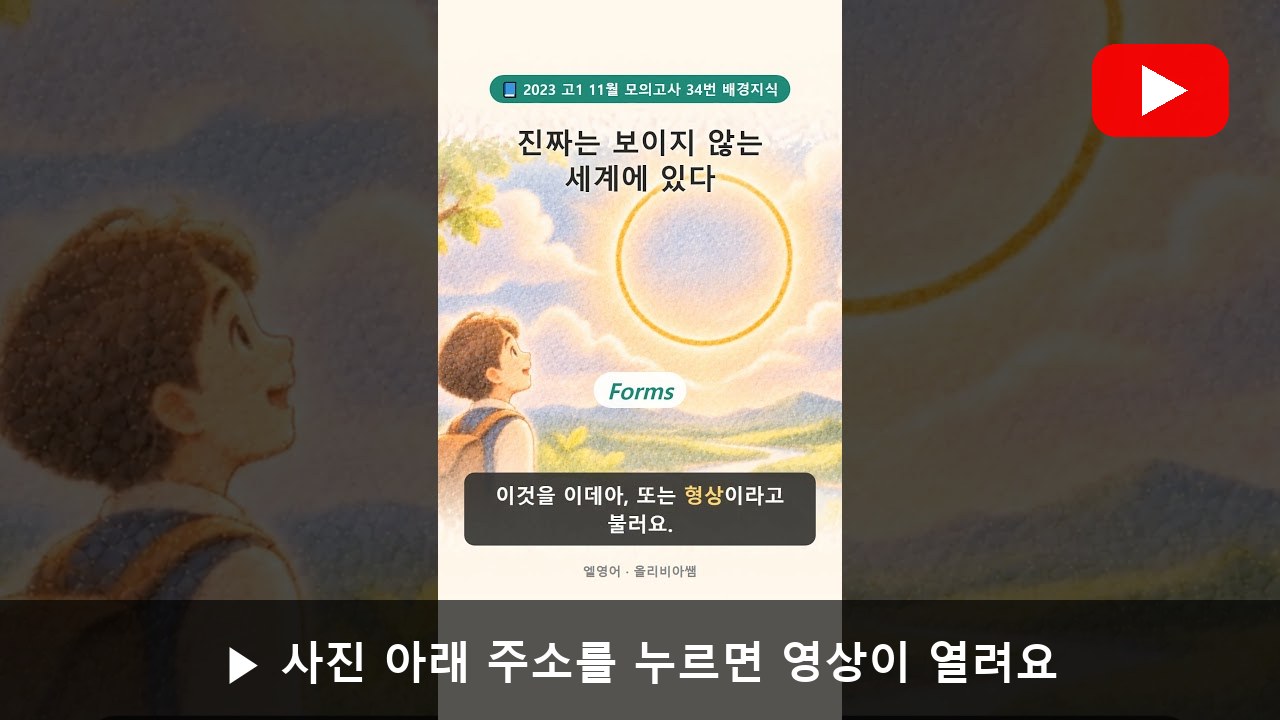 📘 2023 고1 11월 모의고사 34번 배경지식
진짜는 보이지 않는
세계에 있다
Forms
이것을 이데아, 또는 형상이라고
불러요.
엘영어 · 올리비아쌤
▶ 사진 아래 주소를 누르면 영상이 열려요